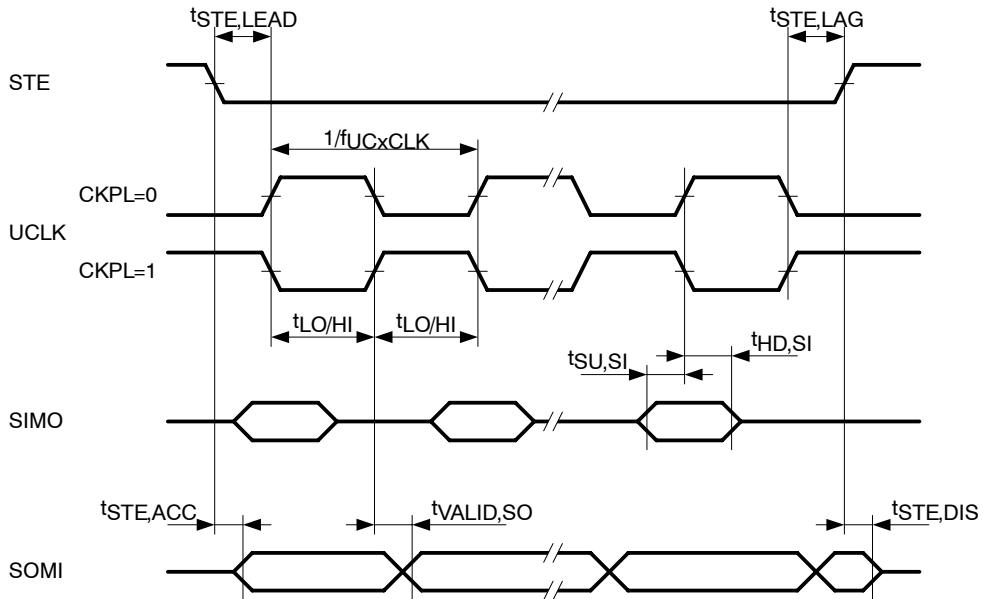 tSTE,LEAD
tSTE,LAG
STE
1/fUCxCLK
CKPL=0
UCLK
CKPL=1
tLO/HI
tLO/HI
tHD,SI
tSU,SI
SIMO
tSTE,ACC
tVALID,SO
tSTE,DIS
SOMI